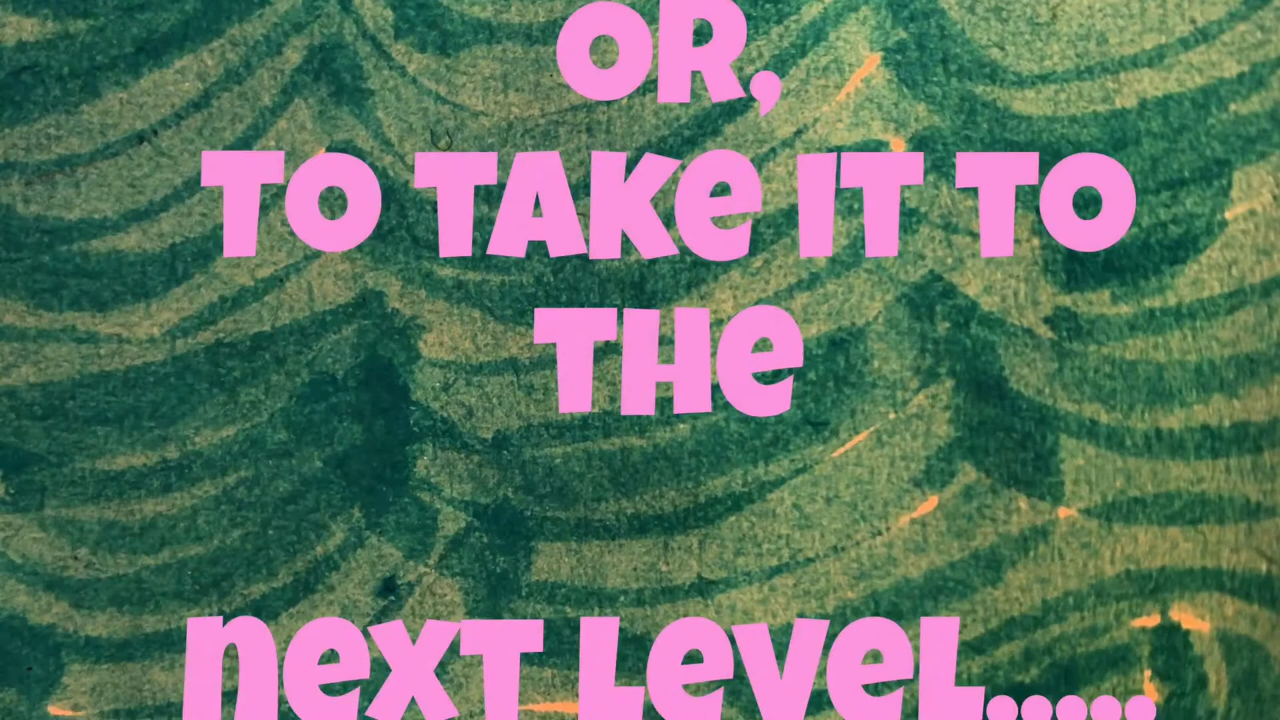 OR,
TO TAKE IT TO
THE
NEXT LEVEL.....